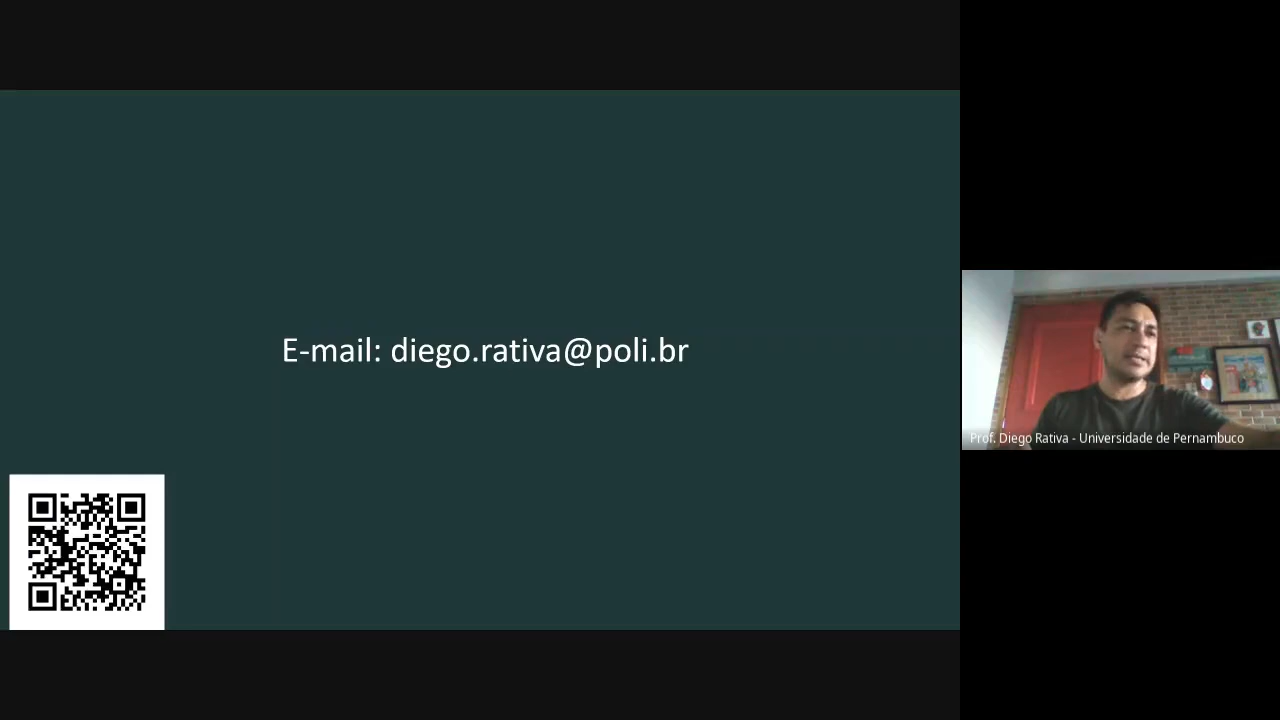 E-mail: diego.rativa@poli.br
Prof. Diego Rativa - Universidade de Pernambuco